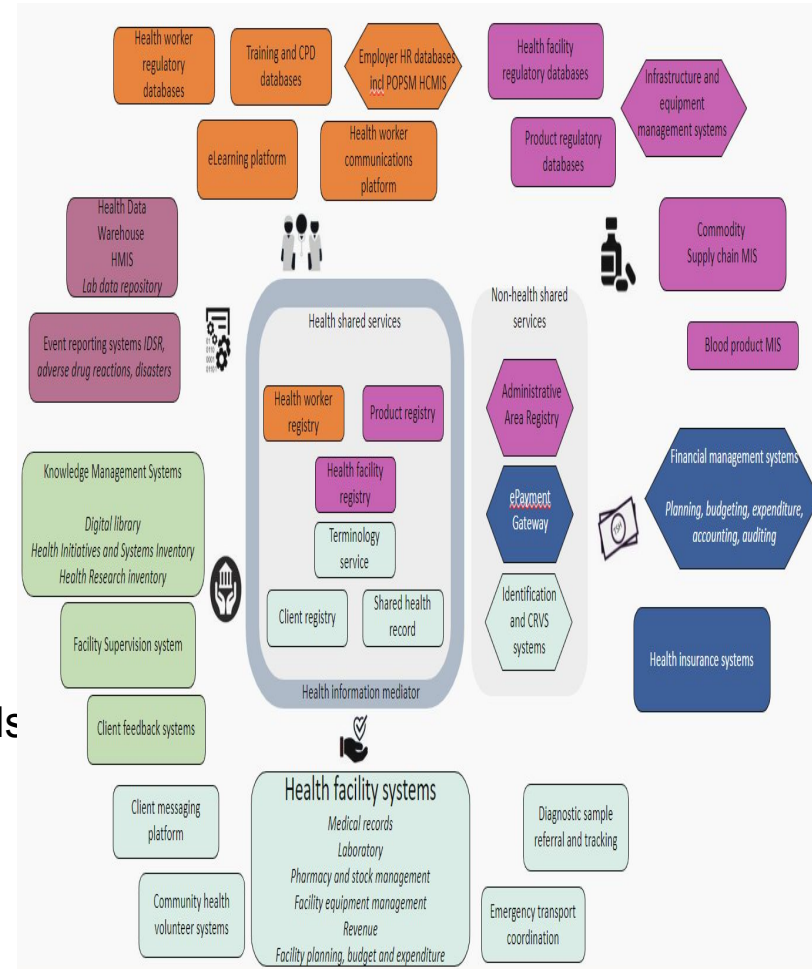 Health worker
regulatory
databases
Training and CPD
databases
Employer HR databases
incl POPSM HCMIS
Health facility
regulatory databases
Infrastructure and
equipment
management systems
eLearning platform
Health worker
communications
platform
Product regulatory
databases
Health Data
Warehouse
HMIS
Lab data repository
Commodity
Supply chain MIS
Event reporting systems IDSR,
adverse drug reactions, disasters
Blood product MIS
Health shared services
Health worker
registry
Product registry
Health facility
registry
Terminology
service
Client registry
Shared health
record
Health information mediator
Non-health shared
services
Administrative
Area Registry
ePayment
Gateway
Identification
and CRVS
systems
TSH
Financial management systems
Planning, budgeting, expenditure,
accounting, auditing
Health insurance systems
Knowledge Management Systems
Digital library
Health Initiatives and Systems Inventory
Health Research inventory
Facility Supervision system
ls
Client feedback systems
Client messaging
platform
Community health
volunteer systems
Health facility systems
Medical records
Laboratory
Pharmacy and stock management
Facility equipment management
Revenue
Facility planning, budget and expenditure
Diagnostic sample
referral and tracking
Emergency transport
coordination